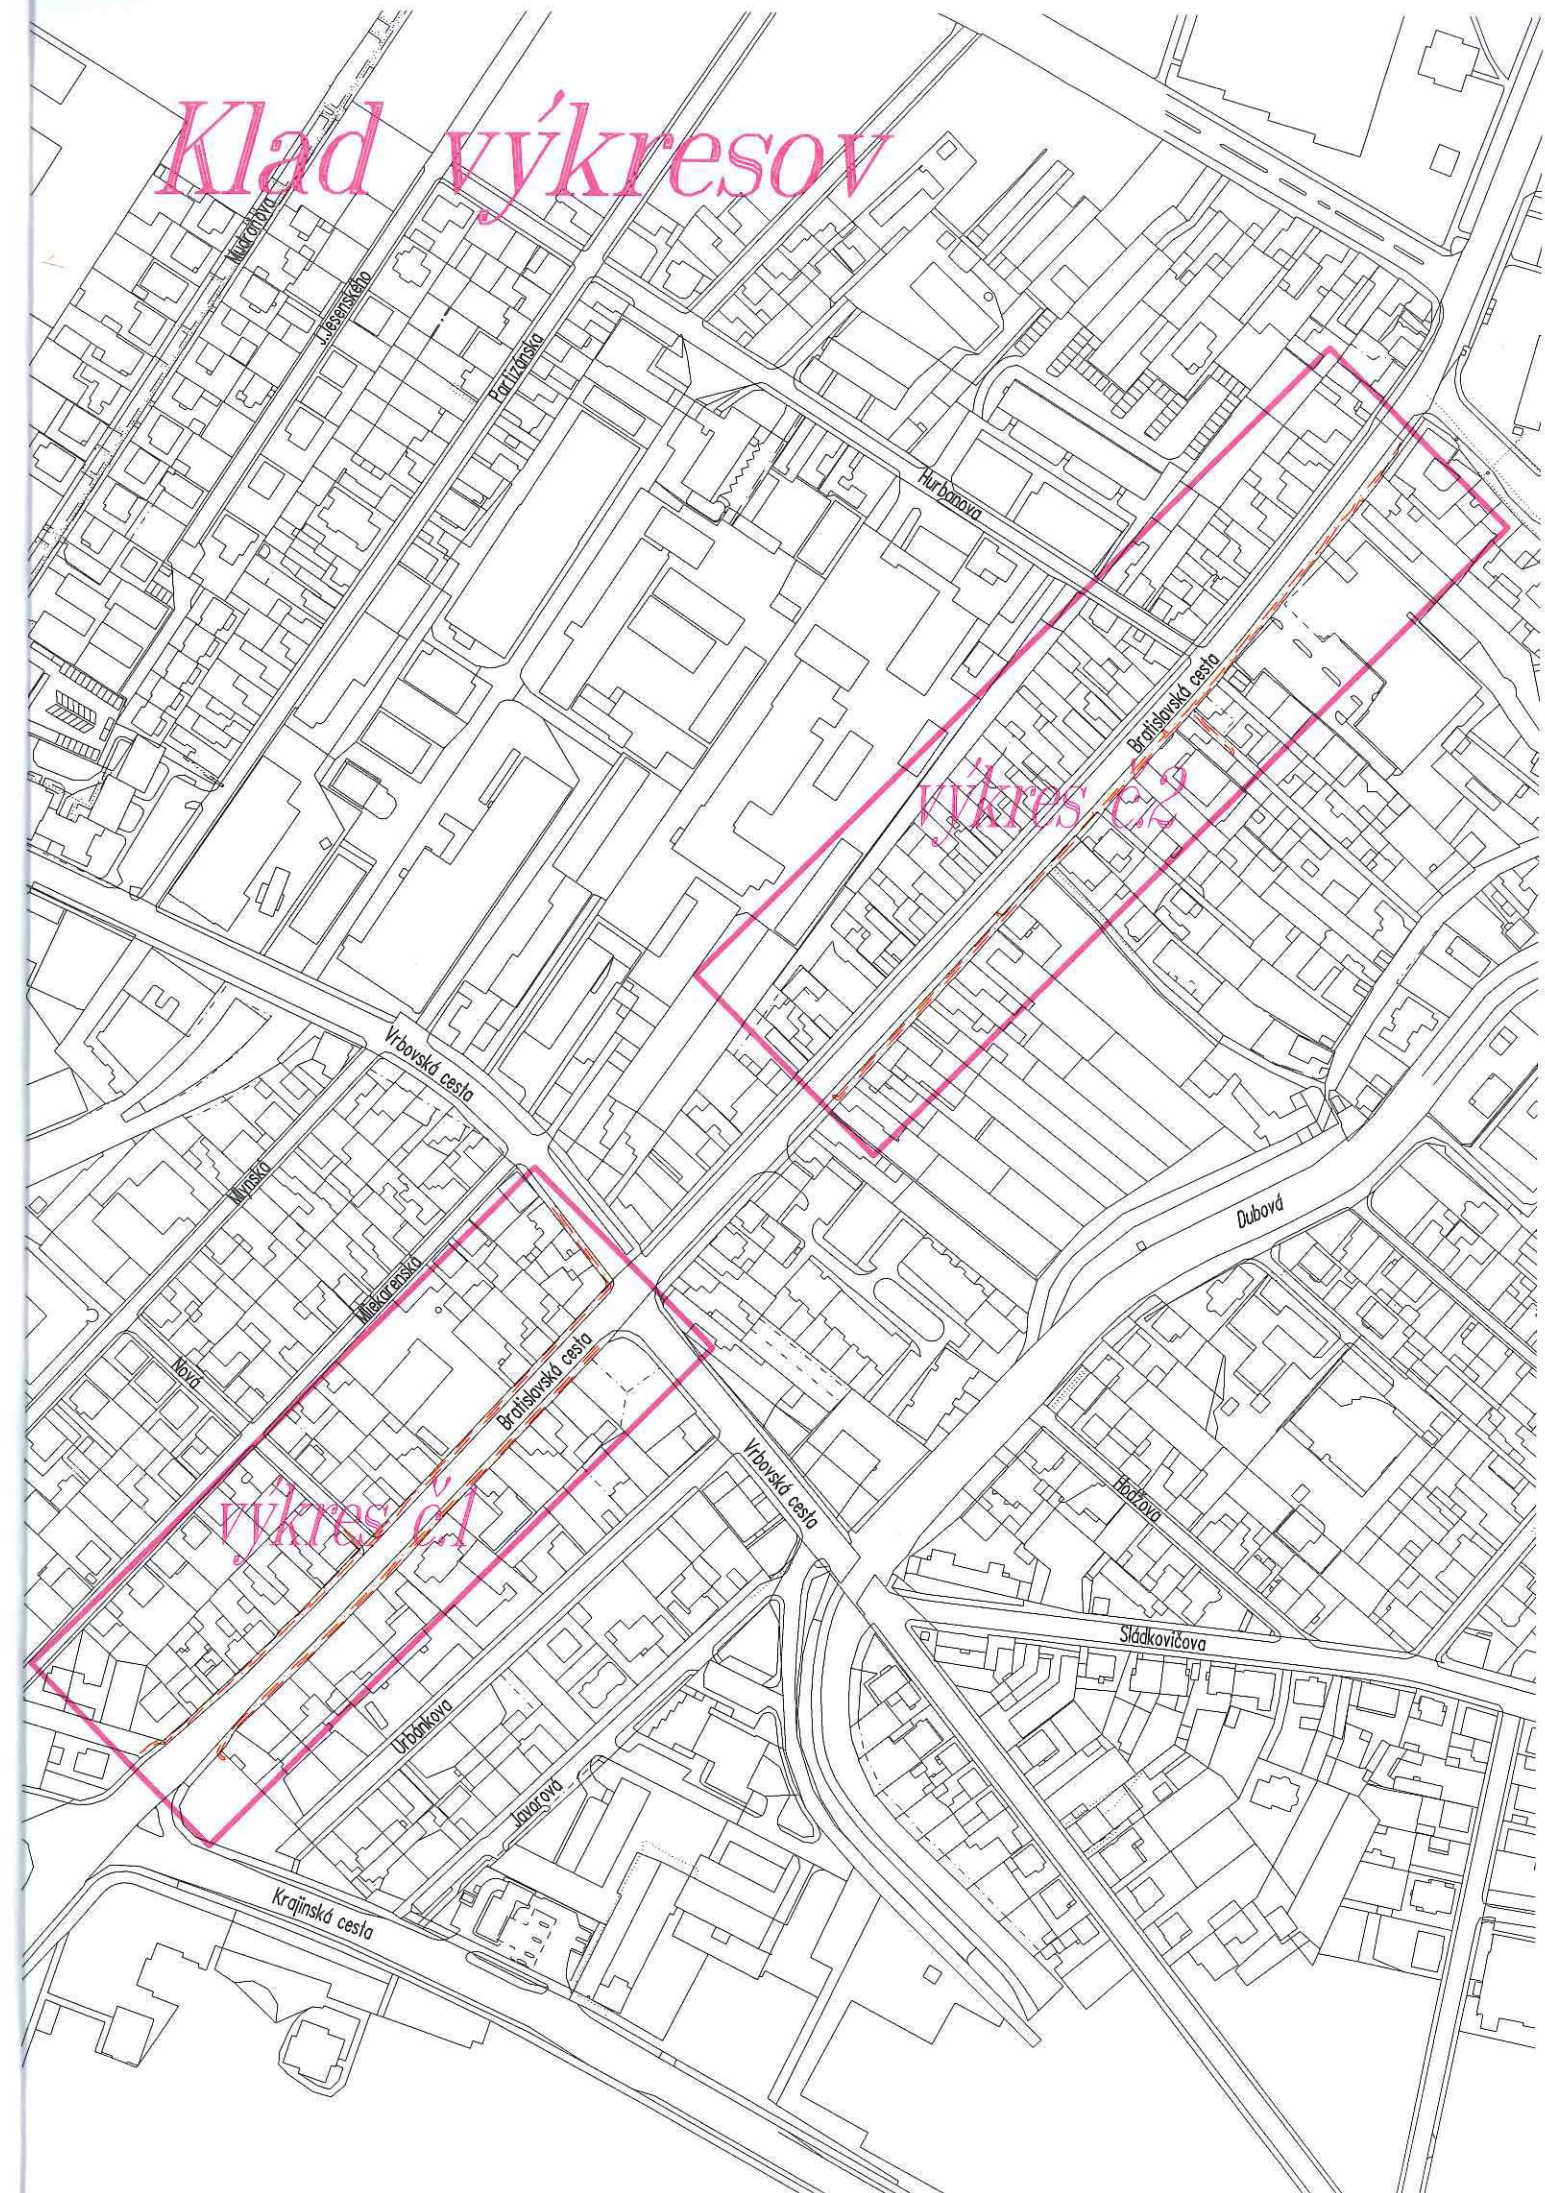 Klad výkresov
Mudroňova
J.Jesenského
Partizánska
Hurbanova
Bratislavská cesta
výkres č.2
Vrbovská cesta
Mlynská
Dubová
Mliekarenská
Bratislavská cesta
Nová
Vrbovská cesta
Hodžova
výkres č.1
Sládkovičova
Urbánkova
Javorová
Krajinská cesta